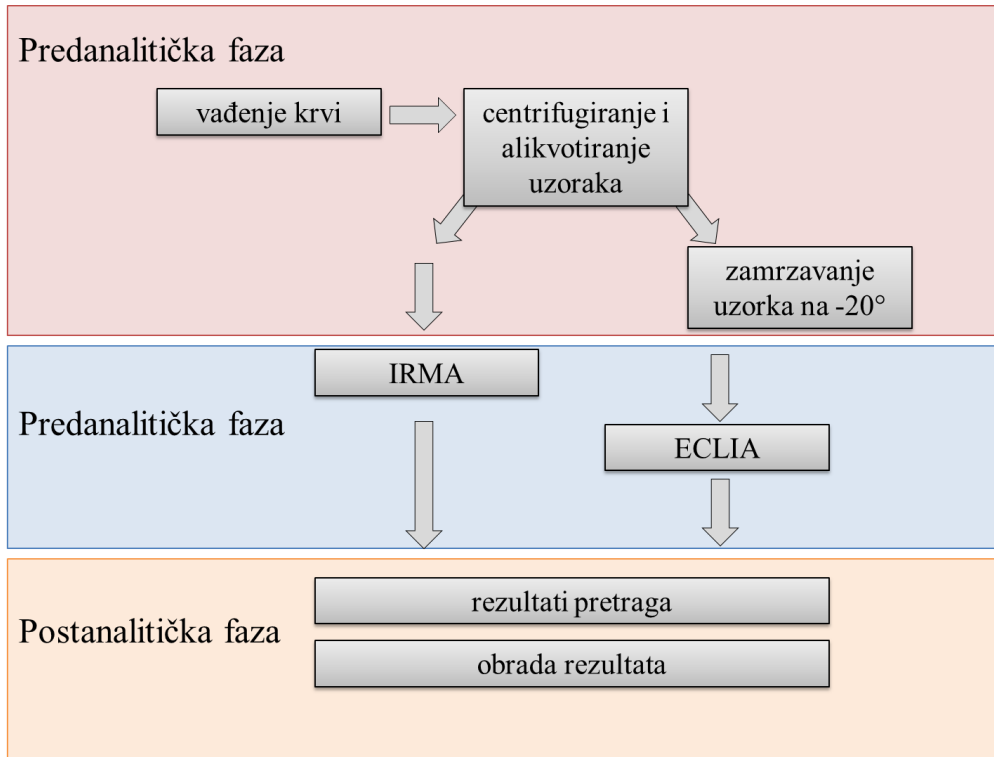 Predanalitička faza
vađenje krvi
centrifugiranje i
alikvotiranje
uzoraka
zamrzavanje
uzorka na -20°
IRMA
Predanalitička faza
ECLIA
rezultati pretraga
Postanalitička faza
obrada rezultata